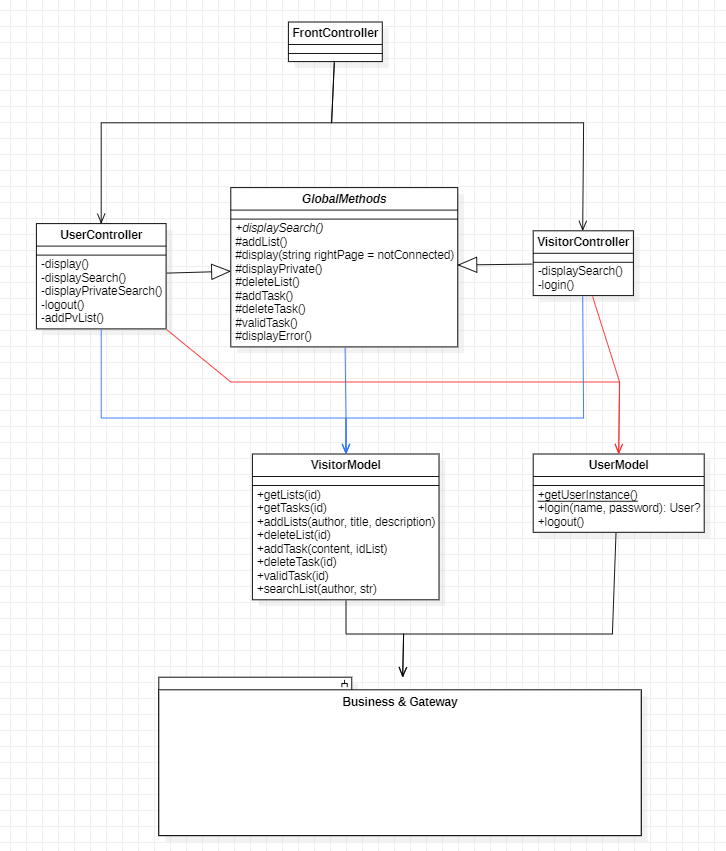 FrontController
GlobalMethods
+displaySearch()
#addList()
#display(string rightPage = notConnected)
#displayPrivate()
#deleteList()
#addTask()
#deleteTask()
#validTask()
#displayError()
UserController
-display()
-displaySearch()
-displayPrivateSearch()
-logout()
-addPvList()
VisitorController
-displaySearch()
-login()
VisitorModel
+getLists(id)
+getTasks(id)
+addLists(author, title, description)
+deleteList(id)
+addTask(content, idList)
+deleteTask(id)
+validTask(id)
+searchList(author, str)
UserModel
+getUserInstance()
+login(name, password): User?
+logout()
Business & Gateway